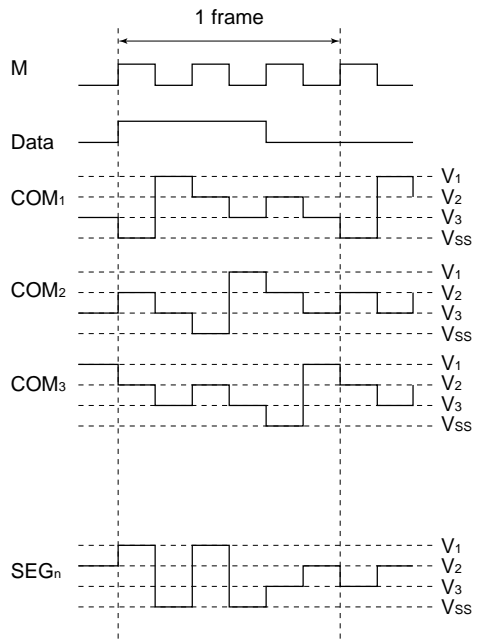 1 frame
M
Data
COM₁
V₁
V₂
V₃
Vss
COM₂
V₁
V₂
V₃
Vss
COM₃
V₁
V₂
V₃
Vss
SEGn
V₁
V₂
V₃
Vss